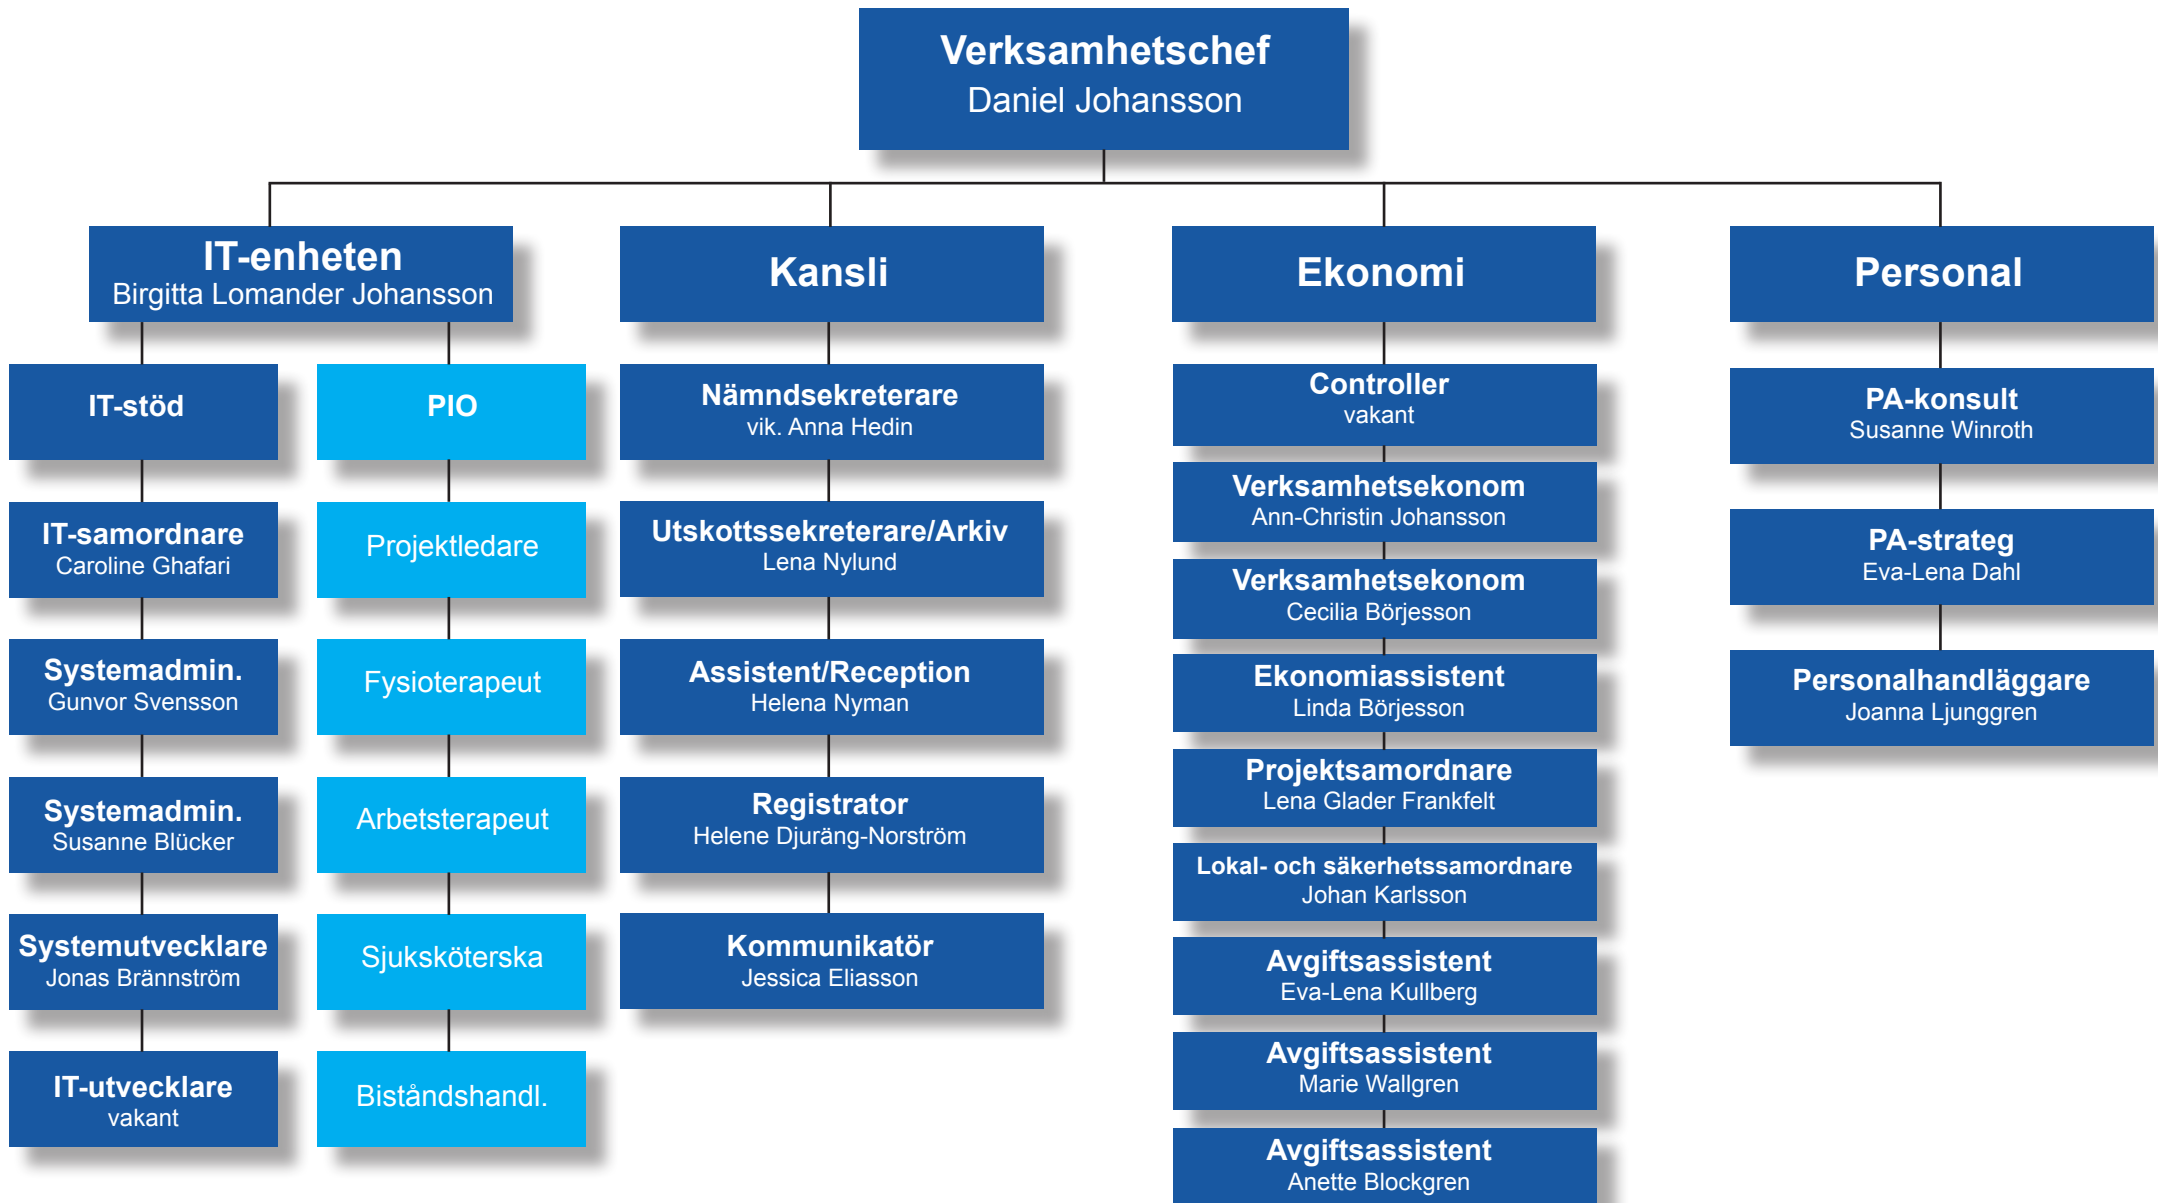 Verksamhetschef
Daniel Johansson
IT-enheten
Birgitta Lomander Johansson
IT-stöd
IT-samordnare
Caroline Ghafari
Systemadmin.
Gunvor Svensson
Systemadmin.
Susanne Blücker
Systemutvecklare
Jonas Brännström
IT-utvecklare
vakant
PIO
Projektledare
Fysioterapeut
Arbetsterapeut
Sjuksköterska
Biståndshandl.
Kansli
Nämndsekreterare
vik. Anna Hedin
Utskottssekreterare/Arkiv
Lena Nylund
Assistent/Reception
Helena Nyman
Registrator
Helene Djuräng-Norström
Kommunikatör
Jessica Eliasson
Ekonomi
Controller
vakant
Verksamhetsekonom
Ann-Christin Johansson
Verksamhetsekonom
Cecilia Börjesson
Ekonomiassistent
Linda Börjesson
Projektsamordnare
Lena Glader Frankfelt
Lokal- och säkerhetssamordnare
Johan Karlsson
Avgiftsassistent
Eva-Lena Kullberg
Avgiftsassistent
Marie Wallgren
Avgiftsassistent
Anette Blockgren
Personal
PA-konsult
Susanne Winroth
PA-strateg
Eva-Lena Dahl
Personalhandläggare
Joanna Ljunggren